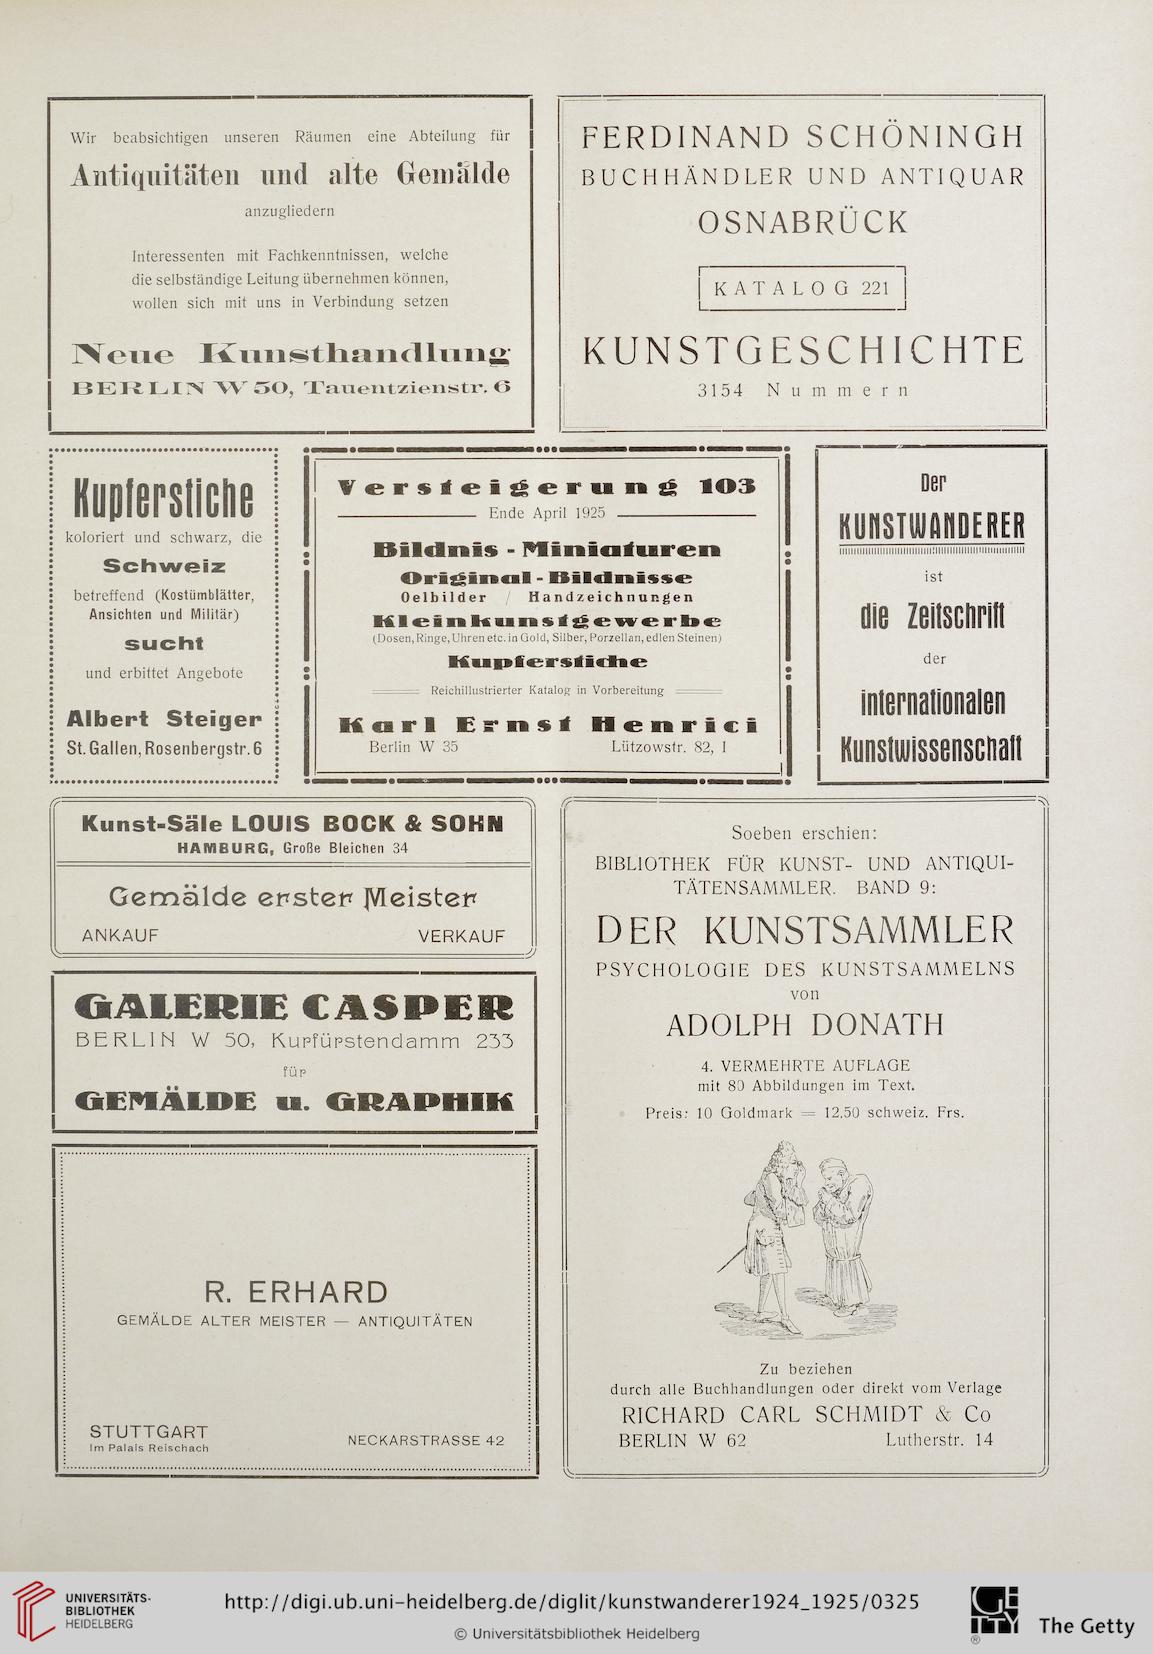 Wir beabsichtigen unseren Räumen eine Abteilung für
Antiquitäten und alte Gemälde
anzugliedern
Interessenten mit Fachkenntnissen, welche
die selbständige Leitung übernehmen können,
wollen sich mit uns in Verbindung setzen
Neue Kunsthandlung
BERLIN W 50, Tauentzienstr. 6
FERDINAND SCHÖNINGH
BUCHHÄNDLER UND ANTIQUAR
OSNABRÜCK
KATALOG 221
KUNSTGESCHICHTE
3154 Nummern
Kupferstiche
koloriert und schwarz, die
Schweiz
betreffend (Kostümblätter,
Ansichten und Militär)
sucht
und erbittet Angebote
Albert Steiger
St. Gallen, Rosenbergstr. 6
Versteigerung 103
Ende April 1925
Bildnis - Miniaturen
Original - Bildnisse
Oelbilder / Handzeichnungen
Kleinkunstgewerbe
(Dosen, Ringe, Uhren etc. in Gold, Silber, Porzellan, edlen Steinen)
Kupferstiche
Reichillustrierter Katalog in Vorbereitung
Karl Ernst Henrici
Berlin W 35 Lützowstr. 82, I
Der
KUNSTWANDERER
ist
die Zeitschrift
der
internationalen
Kunstwissenschaft
Kunst-Säle LOUIS BOCK & SOHN
HAMBURG, Große Bleichen 34
Gemälde erster Meister
ANKAUF VERKAUF
GALERIE CASPER
BERLIN W 50, Kurfürstendamm 233
für
GEMÄLDE u. GRAPHIK
R. ERHARD
GEMÄLDE ALTER MEISTER — ANTIQUITÄTEN
STUTTGART
Im Palais Reischach
NECKARSTRASSE 42
Soeben erschien:
BIBLIOTHEK FÜR KUNST- UND ANTIQUI-
TÄTENSAMMLER. BAND 9:
DER KUNSTSAMMLER
PSYCHOLOGIE DES KUNSTSAMMELNS
von
ADOLPH DONATH
4. VERMEHRTE AUFLAGE
mit 80 Abbildungen im Text.
Preis: 10 Goldmark = 12,50 schweiz. Frs.
Zu beziehen
durch alle Buchhandlungen oder direkt vom Verlage
RICHARD CARL SCHMIDT & Co
BERLIN W 62 Lutherstr. 14
UNIVERSITÄTS-
BIBLIOTHEK
HEIDELBERG
http://digi.ub.uni-heidelberg.de/diglit/kunstwanderer1924_1925/0325
© Universitätsbibliothek Heidelberg
GETTY
®
The Getty